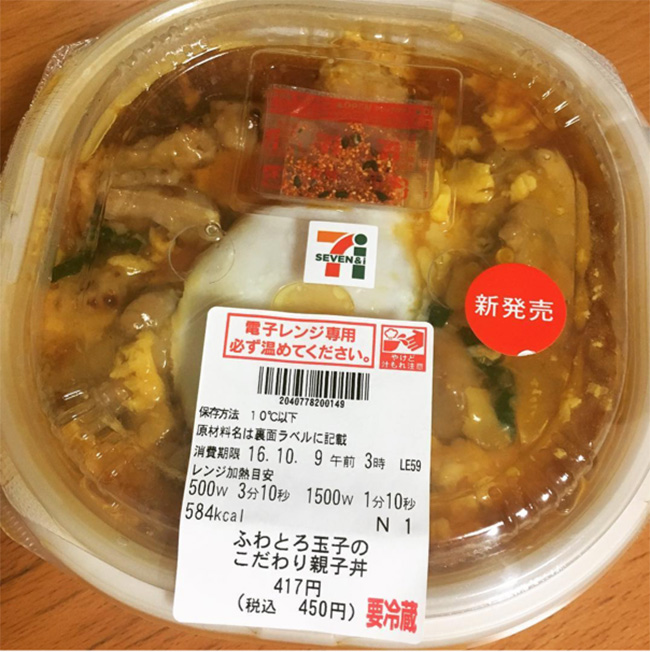 SEVEN&i
新発売
電子レンジ専用
必ず温めてください。
やけど
汁もれ注意
2040778200149
保存方法 10℃以下
原材料名は裏面ラベルに記載
消費期限 16.10. 9 午前 3時 LE59
レンジ加熱目安
500W 3分10秒 1500W 1分10秒
584kcal N 1
ふわとろ玉子の
こだわり親子丼
417円
(税込 450円) 要冷蔵